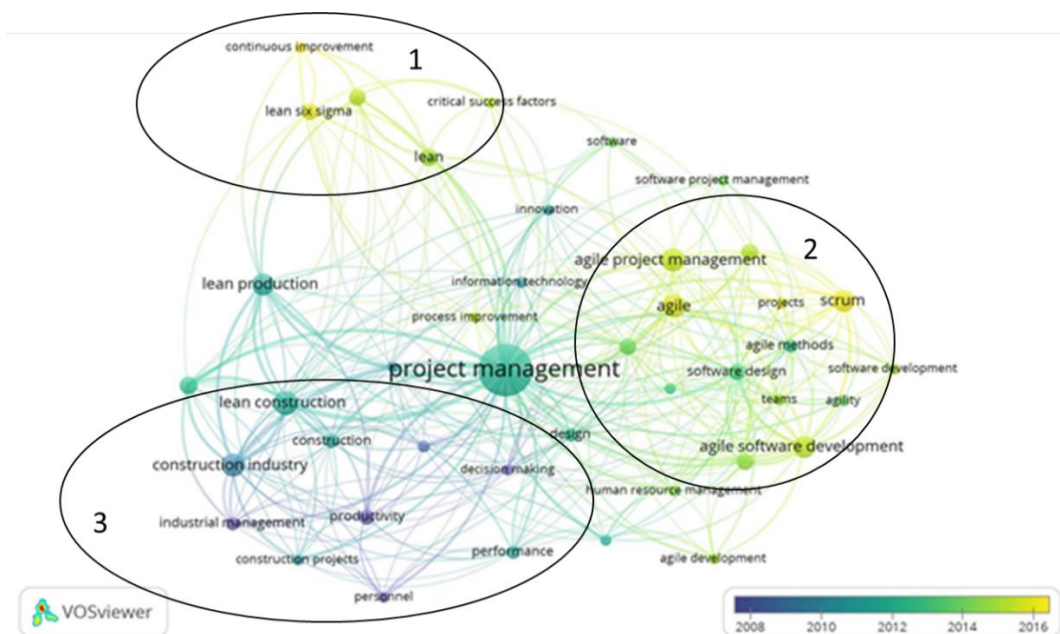 continuous improvement
1
lean six sigma
critical success factors
lean
software
software project management
innovation
2
agile project management
lean production
information technology
agile
projects
scrum
process improvement
agile methods
project management
software design
software development
lean construction
teams
agility
design
construction
agile software development
construction industry
decision making
human resource management
3
industrial management
productivity
construction projects
performance
agile development
personnel
VOSviewer
2008 2010 2012 2014 2016